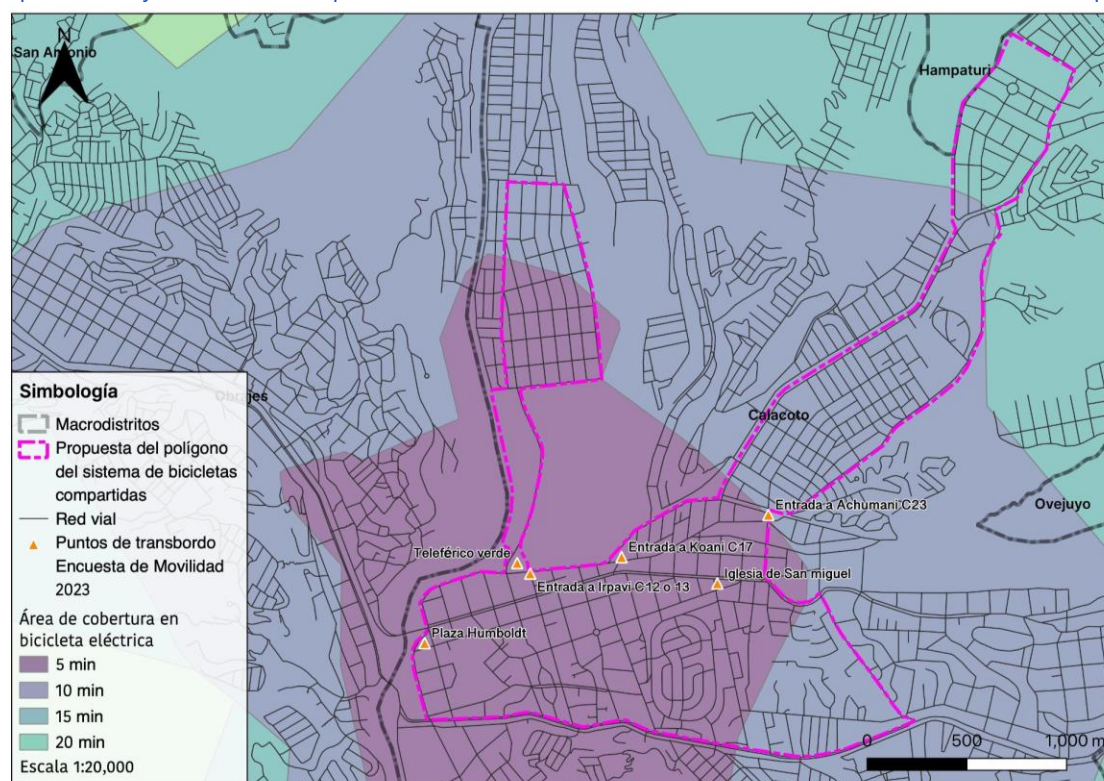 N
San Antonio
Hampaturi
Obrajes
Calacoto
Ovejuyo
Entrada a Achumani C23
Entrada a Koani C17
Teleférico verde
Entrada a Irpavi C12 o 13
Iglesia de San miguel
Plaza Humboldt
Simbología
Macrodistritos
Propuesta del polígono
del sistema de bicicletas
compartidas
Red vial
Puntos de transbordo
Encuesta de Movilidad
2023
Área de cobertura en
bicicleta eléctrica
5 min
10 min
15 min
20 min
Escala 1:20,000
0 500 1,000 m